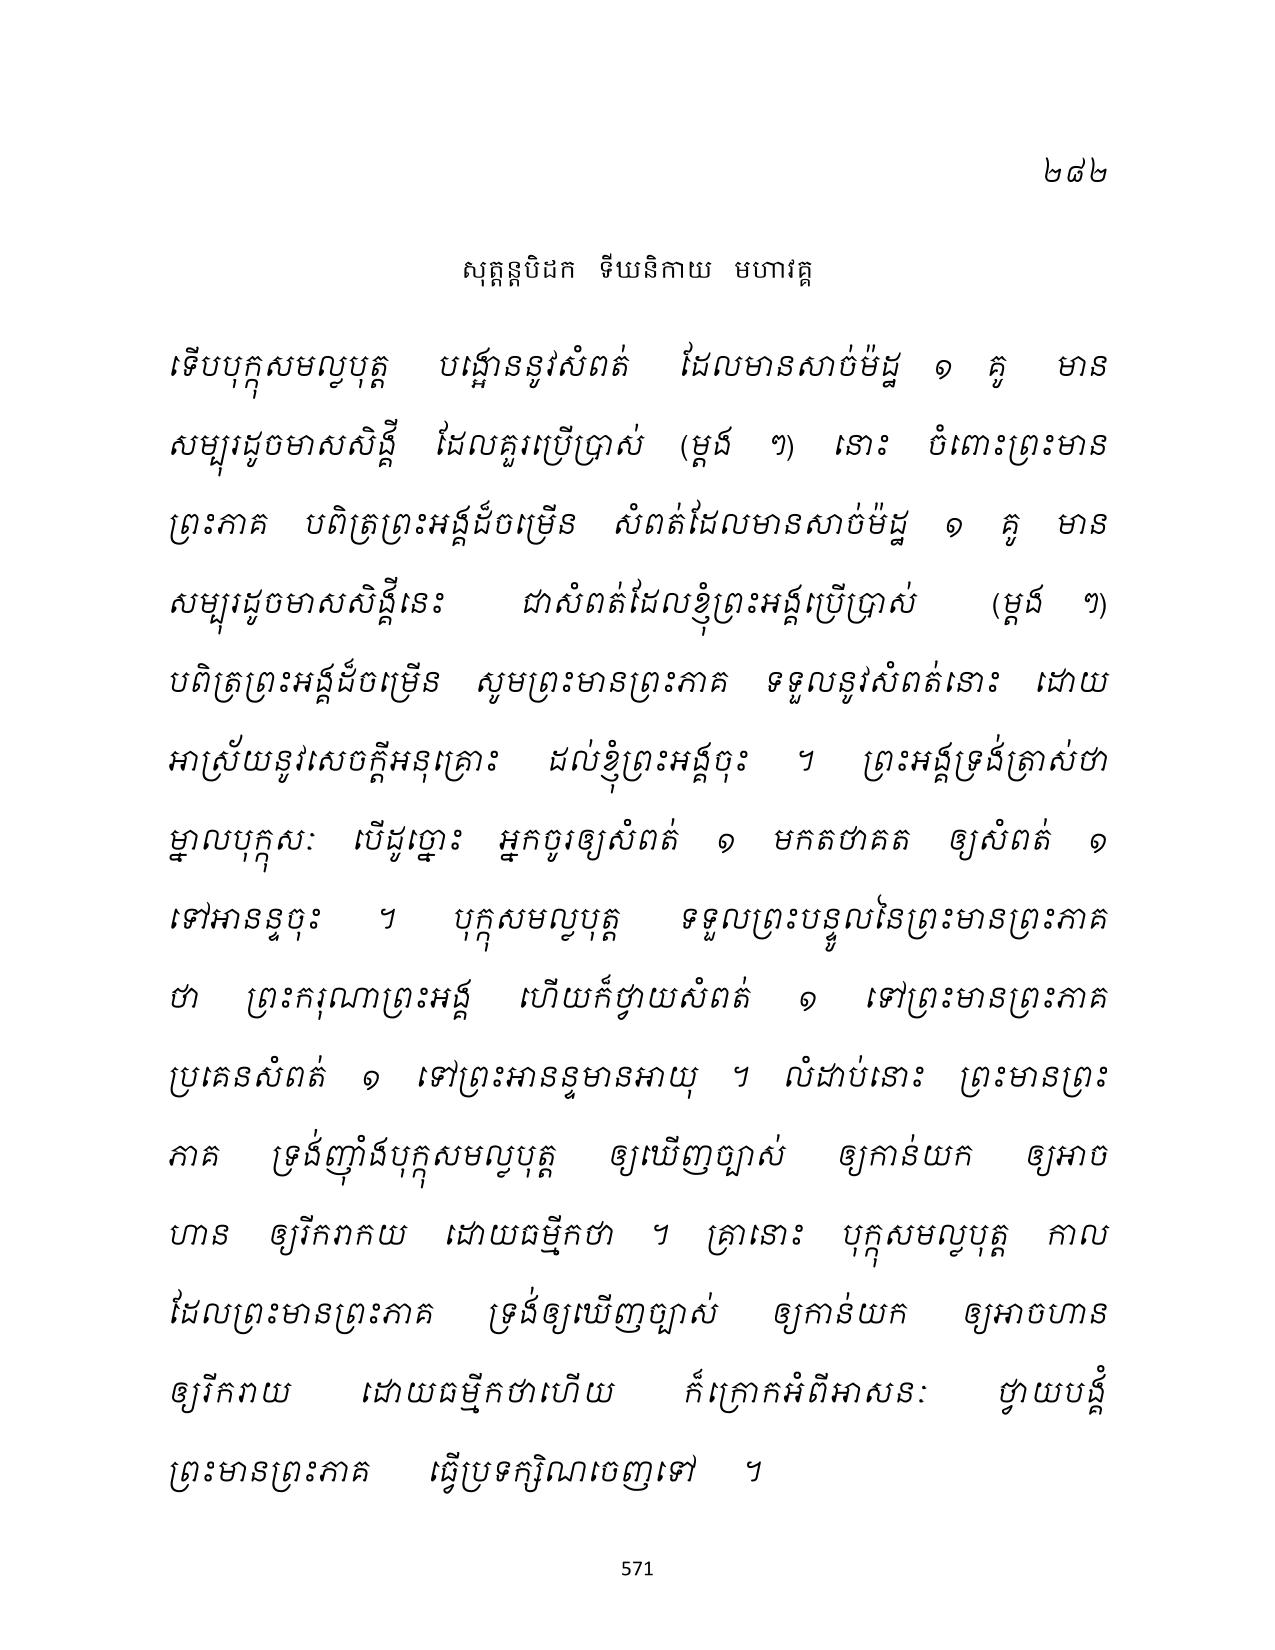 ២៨២
សុត្តន្តបិដក ទីឃនិកាយ មហាវគ្គ
ទើបបុក្កុសមល្លបុត្ត បង្អោននូវសំពត់ ដែលមានសាច់ម៉ដ្ឋ ១ គូ មាន
សម្បុរដូចមាសសិង្គី ដែលគួរប្រើប្រាស់ (ម្តង ៗ) នោះ ចំពោះព្រះមាន
ព្រះភាគ បពិត្រព្រះអង្គដ៏ចម្រើន សំពត់ដែលមានសាច់ម៉ដ្ឋ ១ គូ មាន
សម្បុរដូចមាសសិង្គីនេះ ជាសំពត់ដែលខ្ញុំព្រះអង្គប្រើប្រាស់ (ម្តង ៗ)
បពិត្រព្រះអង្គដ៏ចម្រើន សូមព្រះមានព្រះភាគ ទទួលនូវសំពត់នោះ ដោយ
អាស្រ័យនូវសេចក្តីអនុគ្រោះ ដល់ខ្ញុំព្រះអង្គចុះ ។ ព្រះអង្គទ្រង់ត្រាស់ថា
ម្នាលបុក្កុសៈ បើដូច្នោះ អ្នកចូរឲ្យសំពត់ ១ មកតថាគត ឲ្យសំពត់ ១
ទៅអានន្ទចុះ ។ បុក្កុសមល្លបុត្ត ទទួលព្រះបន្ទូលនៃព្រះមានព្រះភាគ
ថា ព្រះករុណាព្រះអង្គ ហើយក៏ថ្វាយសំពត់ ១ ទៅព្រះមានព្រះភាគ
ប្រគេនសំពត់ ១ ទៅព្រះអានន្ទមានអាយុ ។ លំដាប់នោះ ព្រះមានព្រះ
ភាគ ទ្រង់ញ៉ាំងបុក្កុសមល្លបុត្ត ឲ្យឃើញច្បាស់ ឲ្យកាន់យក ឲ្យអាច
ហាន ឲ្យរីករាកយ ដោយធម្មីកថា ។ គ្រានោះ បុក្កុសមល្លបុត្ត កាល
ដែលព្រះមានព្រះភាគ ទ្រង់ឲ្យឃើញច្បាស់ ឲ្យកាន់យក ឲ្យអាចហាន
ឲ្យរីករាយ ដោយធម្មីកថាហើយ ក៏ក្រោកអំពីអាសនៈ ថ្វាយបង្គំ
ព្រះមានព្រះភាគ ធ្វើប្រទក្សិណចេញទៅ ។
571